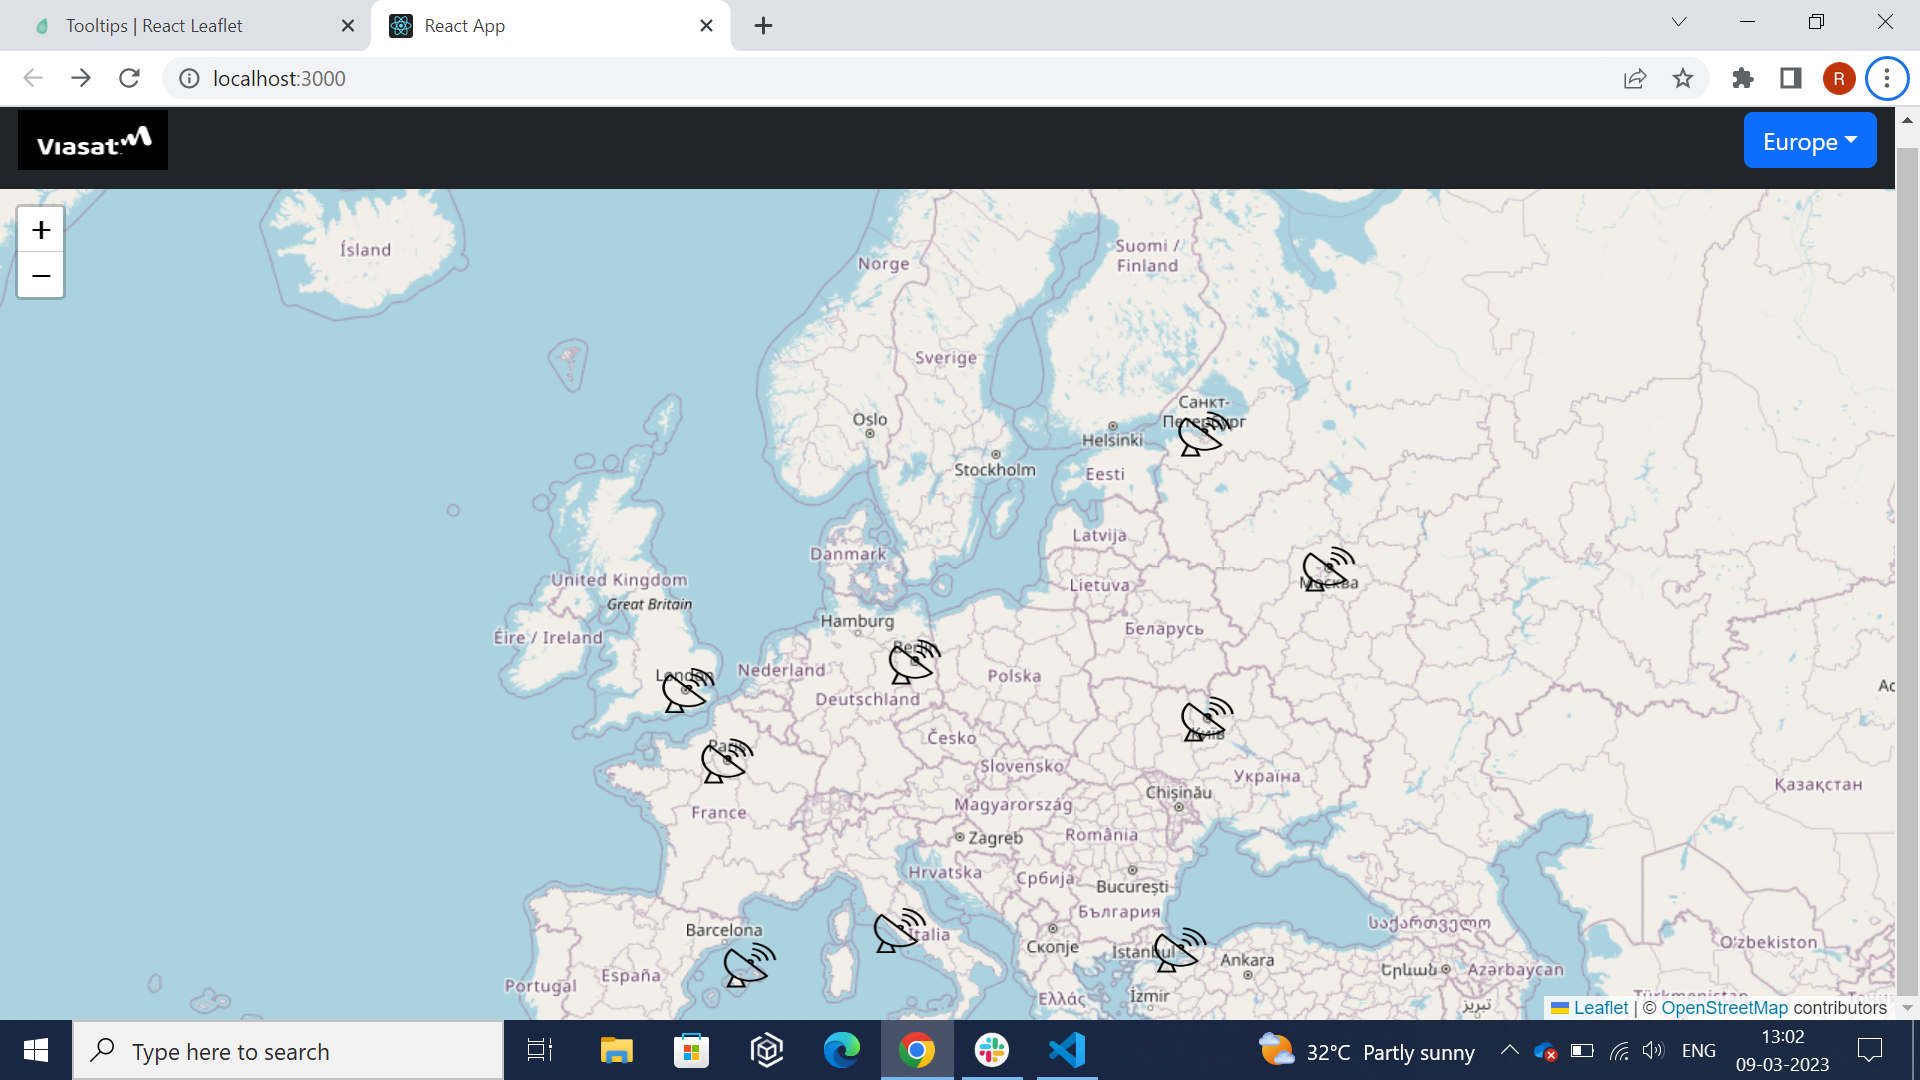 Tooltips | React Leaflet
React App
localhost:3000
R
Viasat
Europe
+
−
Ísland
Norge
Suomi /
Finland
Sverige
Oslo
Санкт-
Петербург
Helsinki
Stockholm
Eesti
Latvija
Danmark
United Kingdom
Great Britain
Lietuva
Москва
Hamburg
Беларусь
Éire / Ireland
Berlin
London
Nederland
Polska
Deutschland
Київ
Česko
Paris
Slovensko
Україна
Қазақстан
Chișinău
Magyarország
France
România
Zagreb
Hrvatska
Србија
București
България
საქართველო
Barcelona
Italia
Скопје
İstanbul
Ankara
O'zbekiston
España
Երևան
Azərbaycan
Portugal
Ελλάς
İzmir
Türkmenistan
تبریز
Leaflet | © OpenStreetMap contributors
Type here to search
32°C Partly sunny
ENG
13:02
09-03-2023